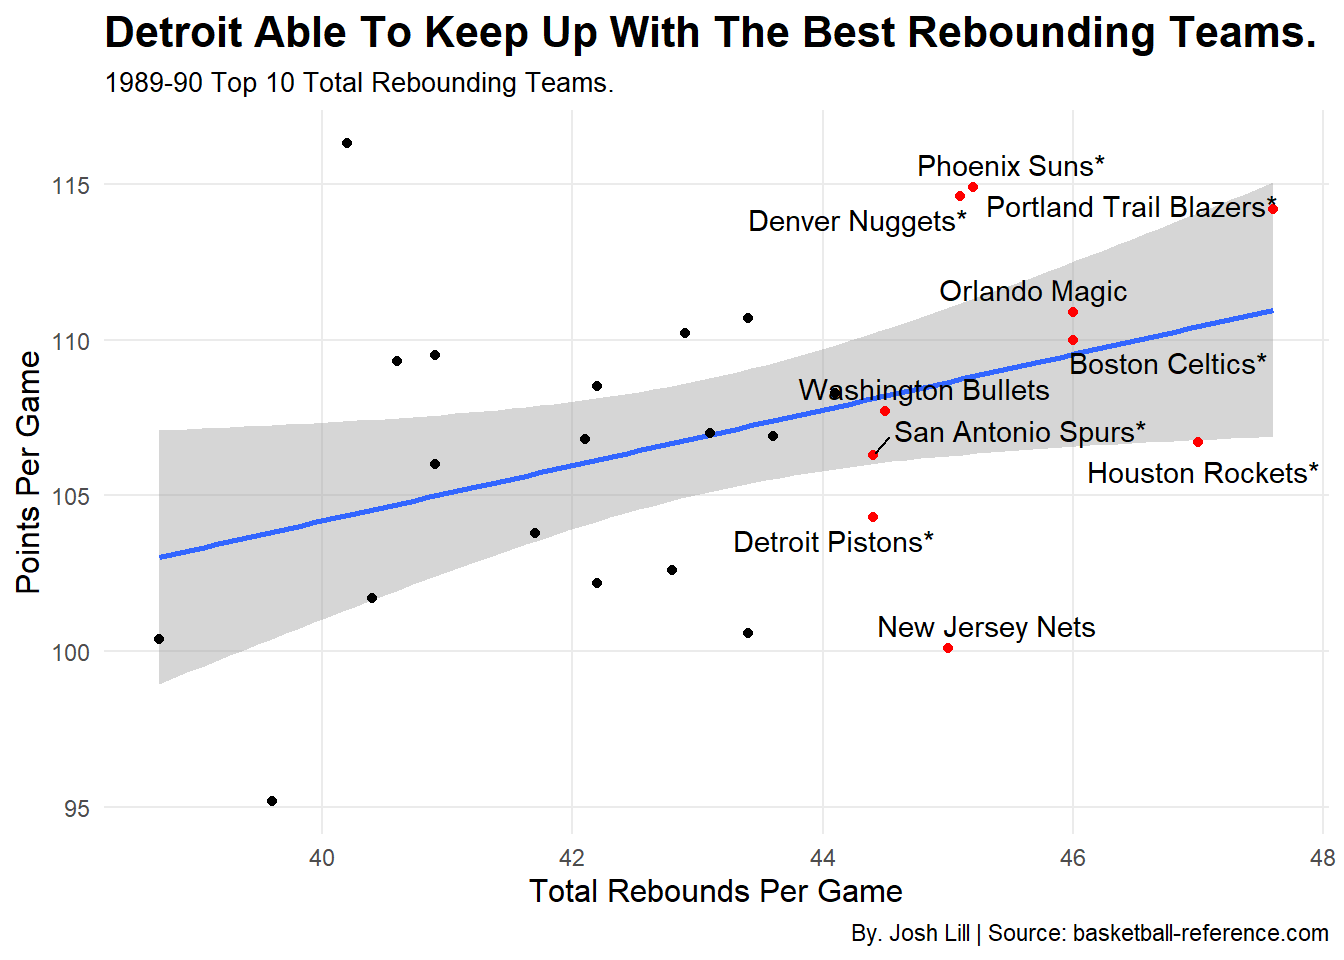 Detroit Able To Keep Up With The Best Rebounding Teams.
1989-90 Top 10 Total Rebounding Teams.
Points Per Game
115
110
105
100
95
Phoenix Suns*
Portland Trail Blazers*
Denver Nuggets*
Orlando Magic
Boston Celtics*
Washington Bullets
San Antonio Spurs*
Houston Rockets*
Detroit Pistons*
New Jersey Nets
40
42
44
46
48
Total Rebounds Per Game
By. Josh Lill | Source: basketball-reference.com